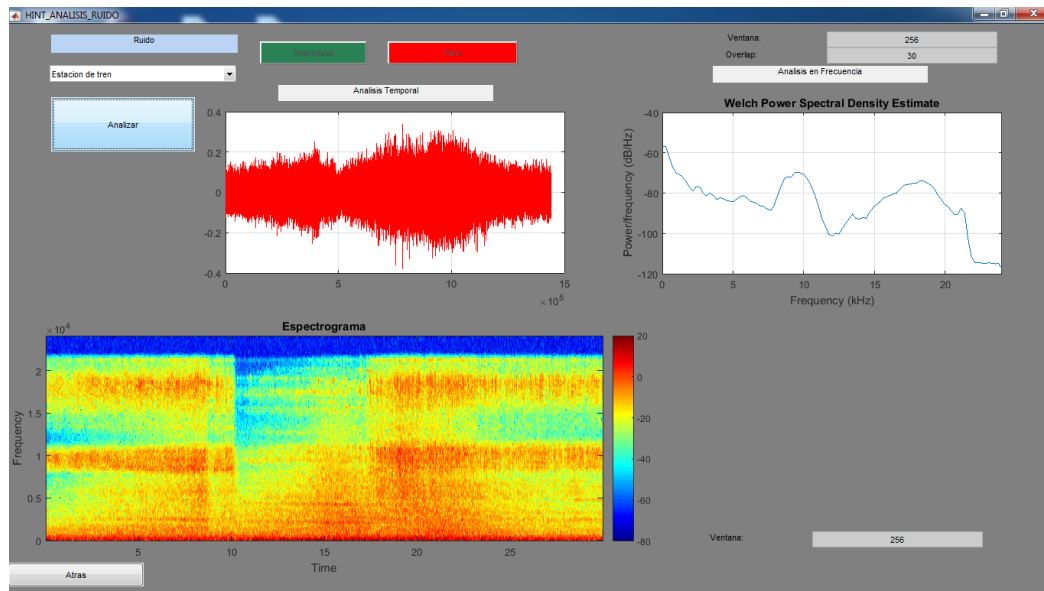 HINT_ANALISIS_RUIDO
Ruido
Reproducir
Ventana:
256
Overlap:
30
Estacion de tren
Analisis en Frecuencia
Analisis Temporal
Analizar
0.4
0.2
0
-0.2
-0.4
0
5
10
15
× 10^5
Welch Power Spectral Density Estimate
Power/frequency (dB/Hz)
-40
-60
-80
-100
-120
0
5
10
15
20
Frequency (kHz)
Espectrograma
× 10^4
Frequency
2
1.5
1
0.5
0
5
10
15
20
25
Time
20
0
-20
-40
-60
-80
Ventana:
256
Atras